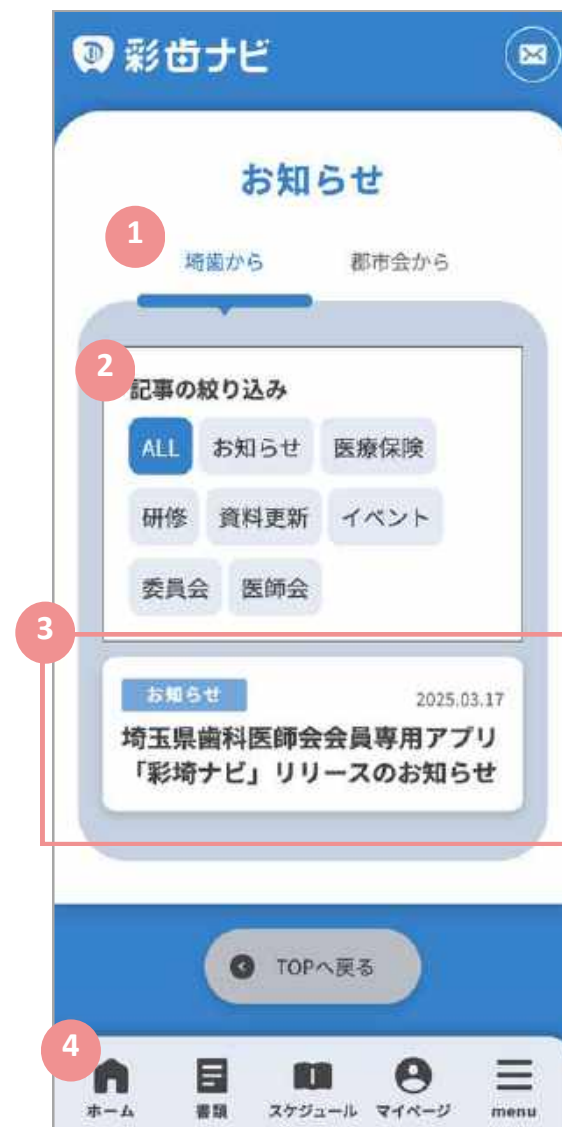 彩歯ナビ
お知らせ
1
埼歯から 郡市会から
2
記事の絞り込み
ALL お知らせ 医療保険
研修 資料更新 イベント
委員会 医師会
3
お知らせ 2025.03.17
埼玉県歯科医師会会員専用アプリ
「彩埼ナビ」リリースのお知らせ
TOPへ戻る
4
ホーム 書類 スケジュール マイページ menu